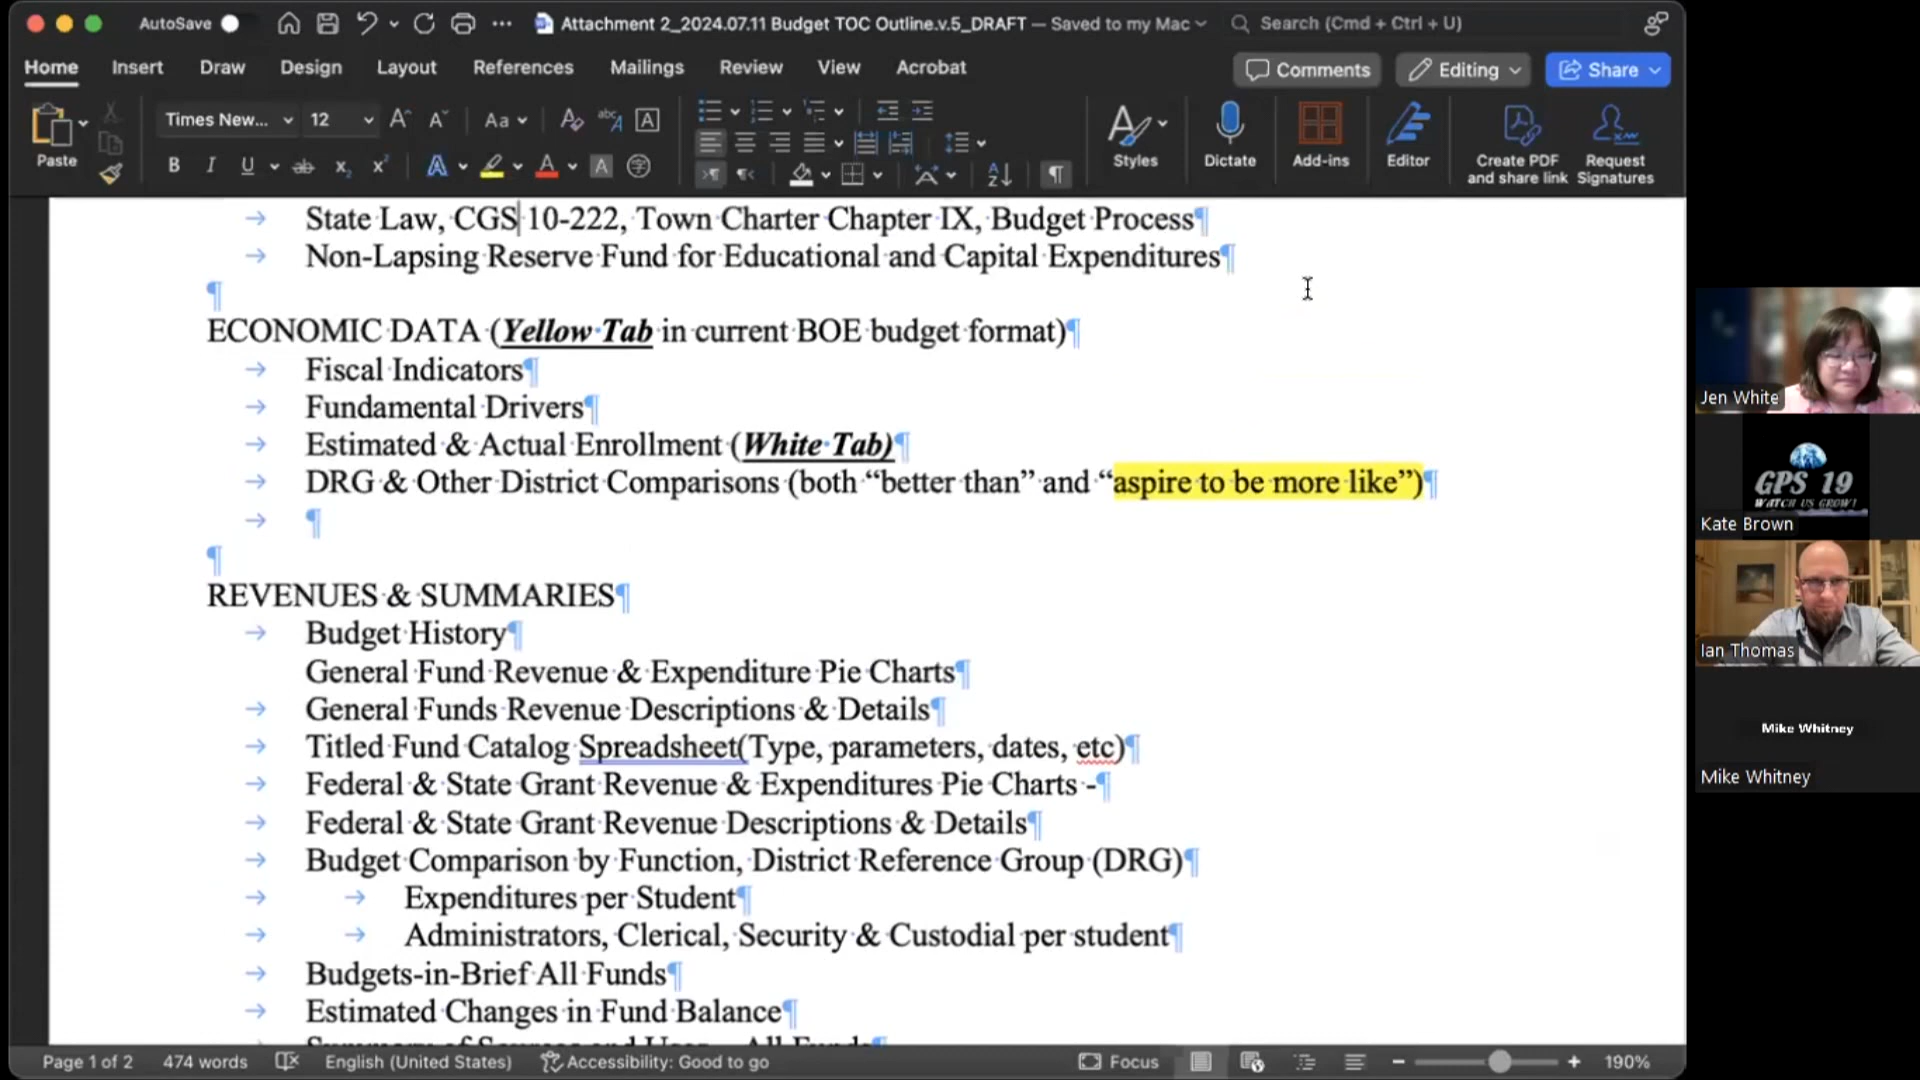 AutoSave
Attachment 2_2024.07.11 Budget TOC Outline.v.5_DRAFT — Saved to my Mac
Search (Cmd + Ctrl + U)
Home Insert Draw Design Layout References Mailings Review View Acrobat
Comments Editing Share
Paste
Times New... 12
Aa
B I U
Styles
Dictate
Add-ins
Editor
Create PDF
and share link
Request
Signatures
State Law, CGS 10-222, Town Charter Chapter IX, Budget Process¶
Non-Lapsing Reserve Fund for Educational and Capital Expenditures¶
¶
ECONOMIC DATA (Yellow Tab in current BOE budget format)¶
Fiscal Indicators¶
Fundamental Drivers¶
Estimated & Actual Enrollment (White Tab)¶
DRG & Other District Comparisons (both “better than” and “aspire to be more like”)¶
¶
¶
REVENUES & SUMMARIES¶
Budget History¶
General Fund Revenue & Expenditure Pie Charts¶
General Funds Revenue Descriptions & Details¶
Titled Fund Catalog Spreadsheet(Type, parameters, dates, etc)¶
Federal & State Grant Revenue & Expenditures Pie Charts -¶
Federal & State Grant Revenue Descriptions & Details¶
Budget Comparison by Function, District Reference Group (DRG)¶
Expenditures per Student¶
Administrators, Clerical, Security & Custodial per student¶
Budgets-in-Brief All Funds¶
Estimated Changes in Fund Balance¶
Page 1 of 2 474 words English (United States) Accessibility: Good to go Focus 190%
Jen White
GPS 19
WATCH US GROW!
Kate Brown
Ian Thomas
Mike Whitney
Mike Whitney